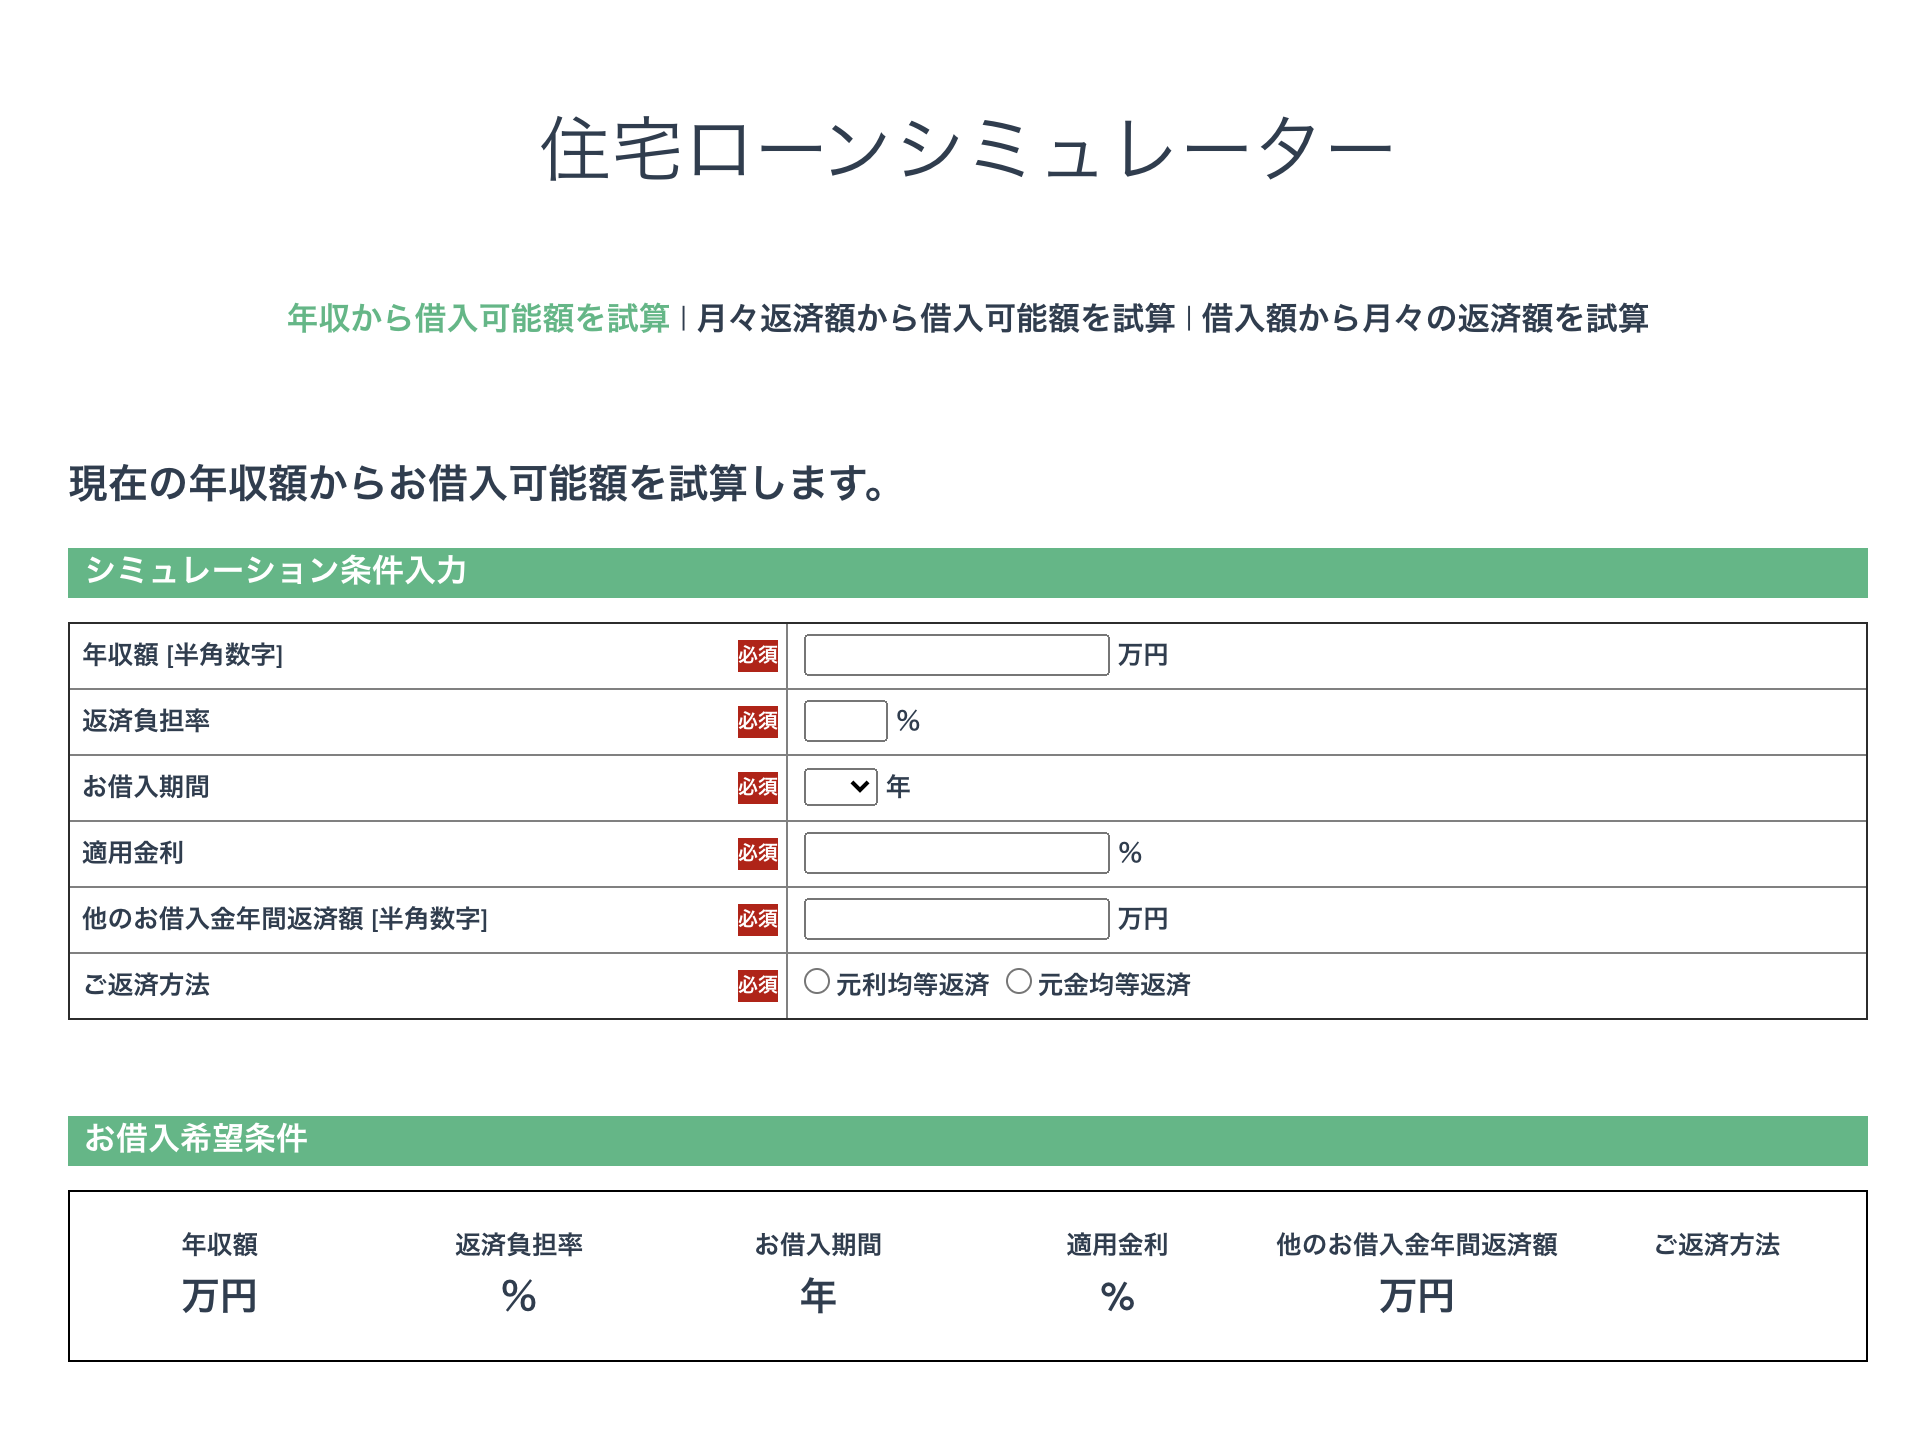 住宅ローンシミュレーター
年収から借入可能額を試算 | 月々返済額から借入可能額を試算 | 借入額から月々の返済額を試算
現在の年収額からお借入可能額を試算します。
シミュレーション条件入力
年収額 [半角数字] 必須 万円
返済負担率 必須 %
お借入期間 必須 年
適用金利 必須 %
他のお借入金年間返済額 [半角数字] 必須 万円
ご返済方法 必須 元利均等返済 元金均等返済
お借入希望条件
年収額 返済負担率 お借入期間 適用金利 他のお借入金年間返済額 ご返済方法
万円 % 年 % 万円